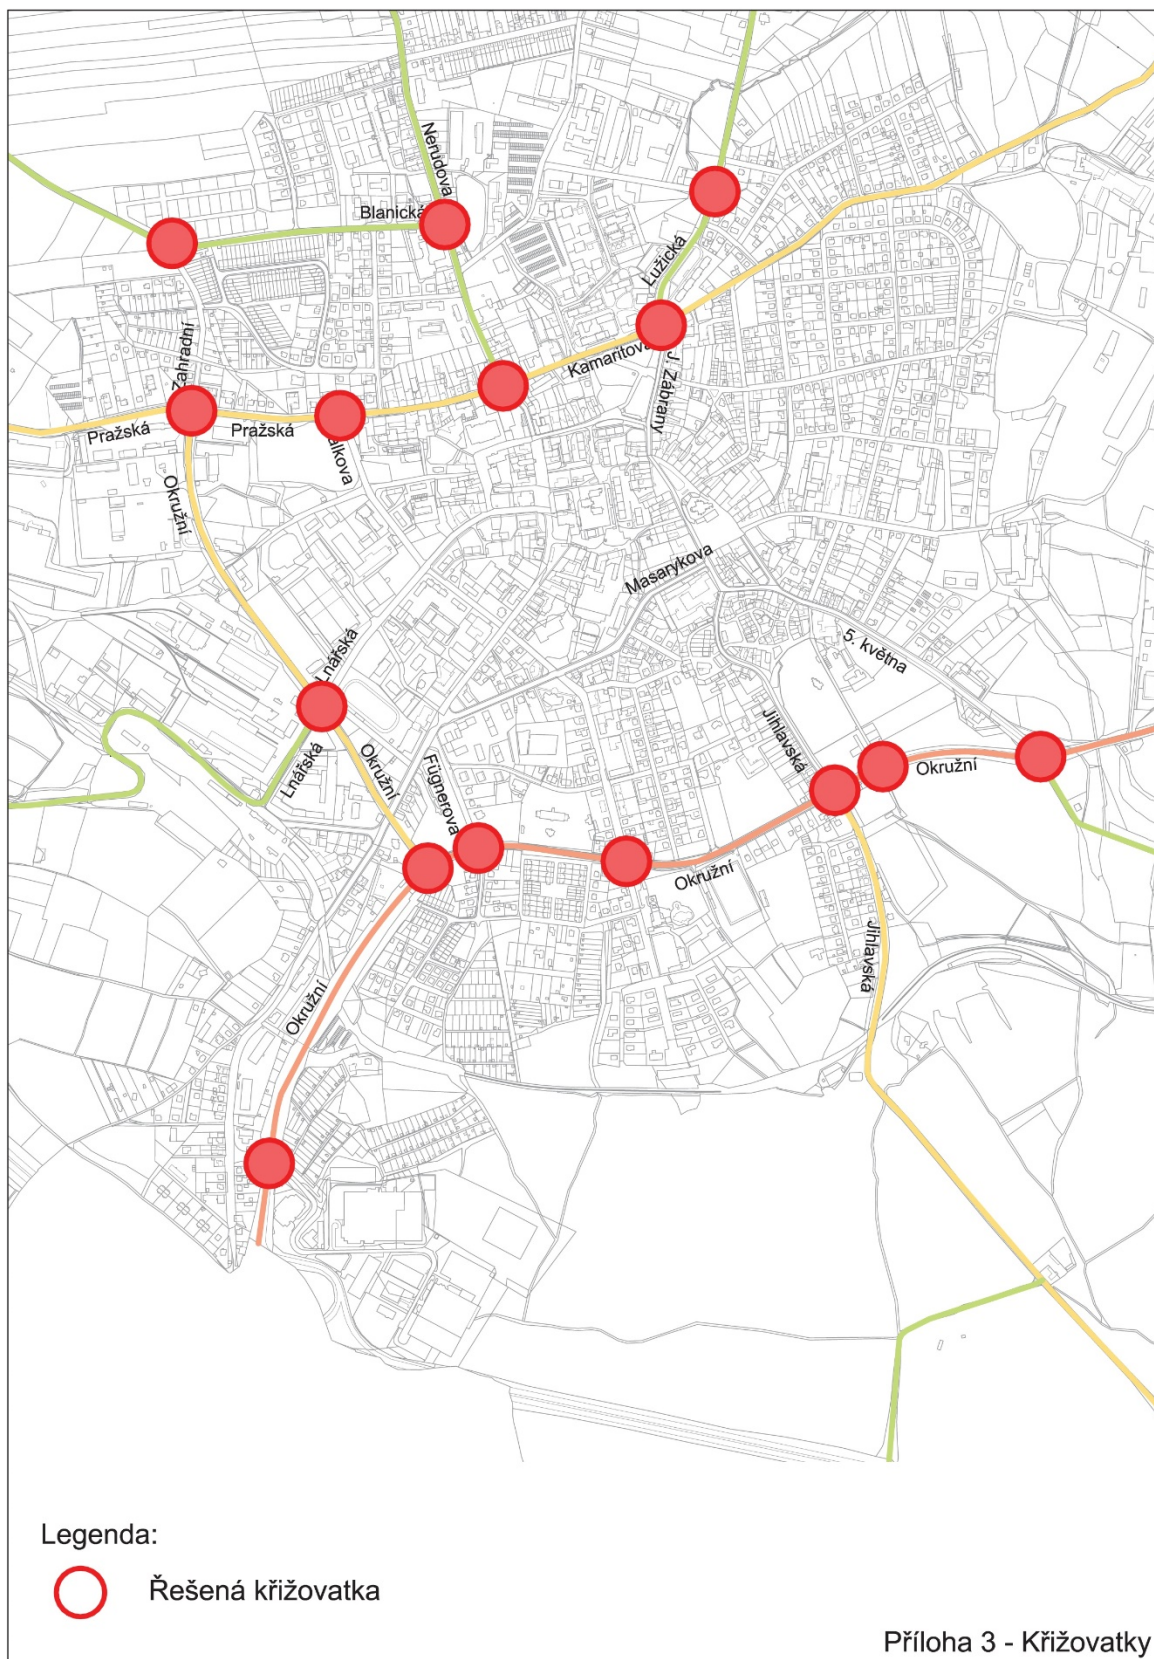 Nerudova
Blanická
Lužická
Zahradní
Kamaritova
J. Zábrany
Pražská
Pražská
alkova
Okružní
Masarykova
5. května
Lnářská
Jihlavská
Okružní
Fügnerova
Lnářská
Okružní
Okružní
Jihlavská
Okružní
Legenda:
Řešená křižovatka
Příloha 3 - Křižovatky